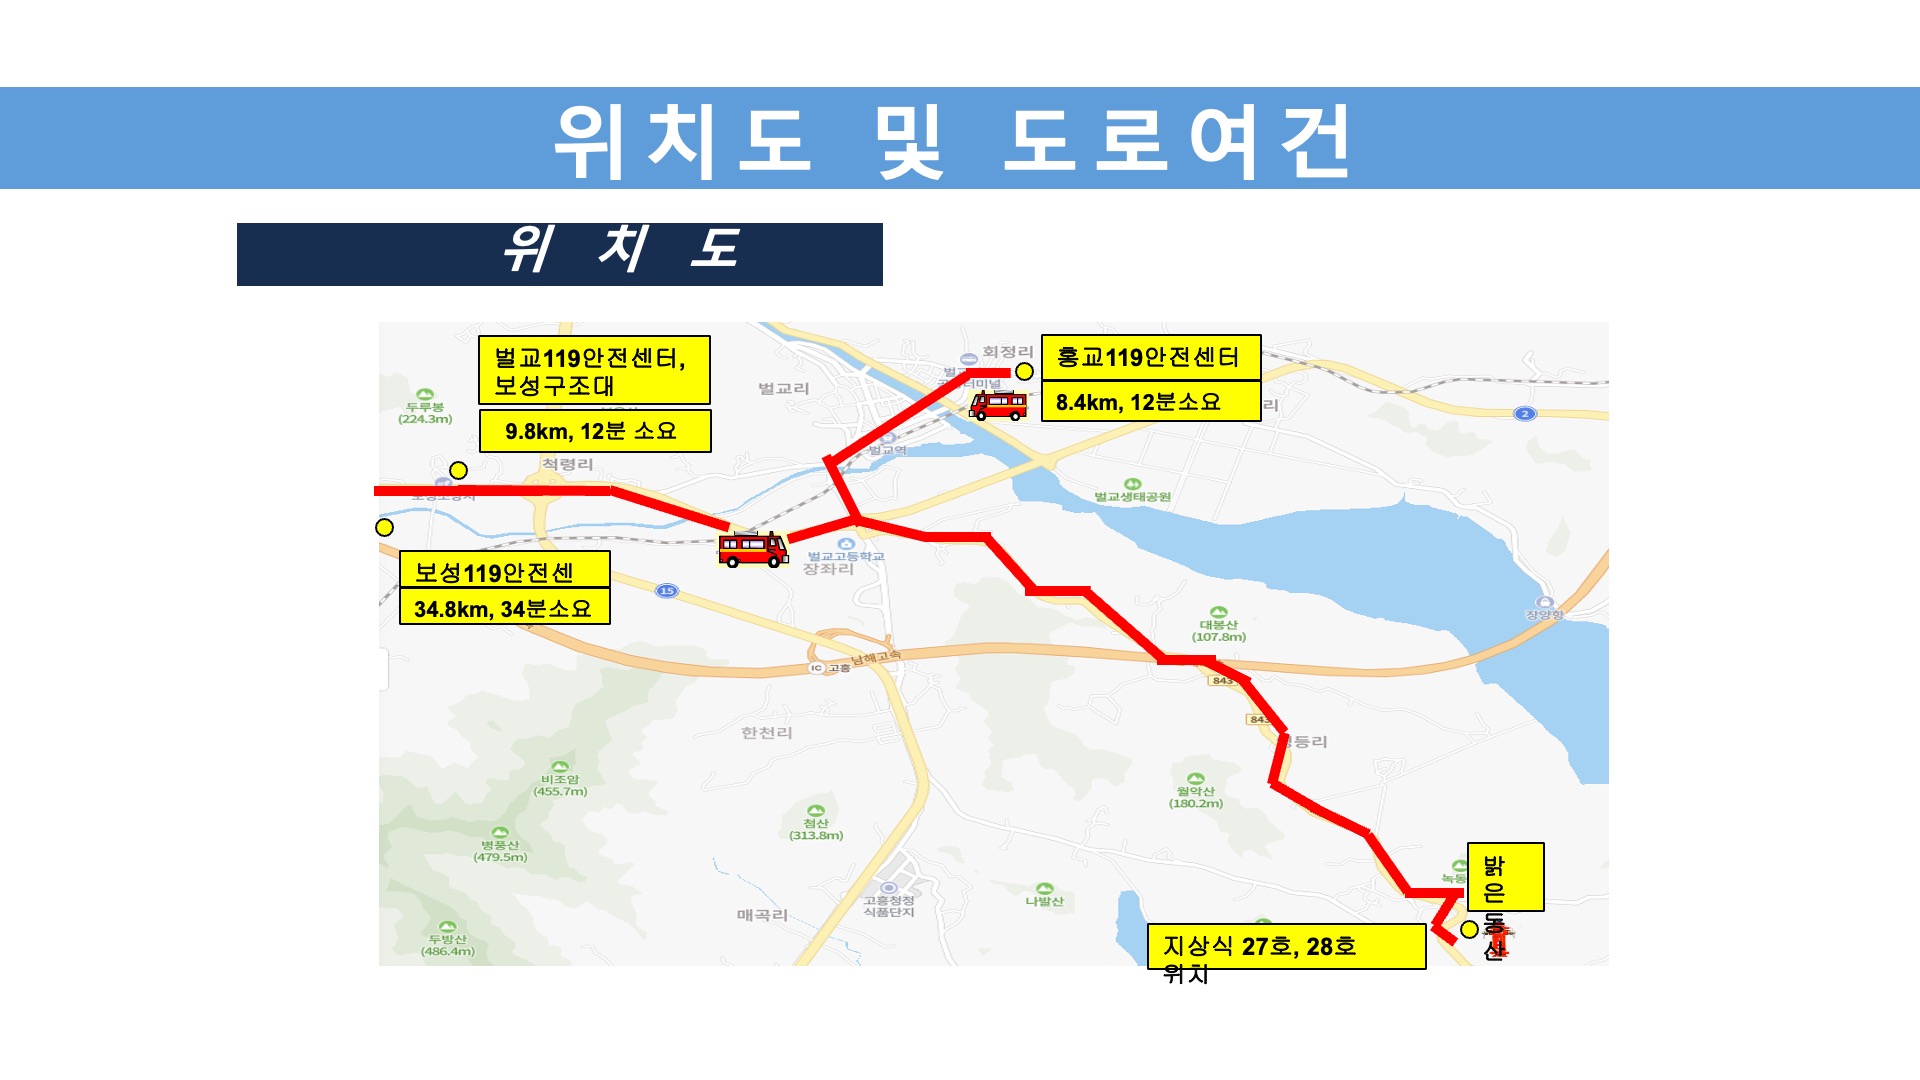 위치도 및 도로여건
위 치 도
벌교119안전센터,
보성구조대
9.8km, 12분 소요
홍교119안전센터
8.4km, 12분소요
회정리
벌교리
두루봉
(224.3m)
2
척령리
벌교역
벌교생태공원
벌교고등학교
장좌리
보성119안전센
34.8km, 34분소요
15
대봉산
(107.8m)
장양항
IC 고흥
남해고속
843
843
한천리
비조암
(455.7m)
월악산
(180.2m)
첨산
(313.8m)
병풍산
(479.5m)
밝
은
동
산
고흥청정
식품단지
나발산
매곡리
두방산
(486.4m)
지상식 27호, 28호
위치